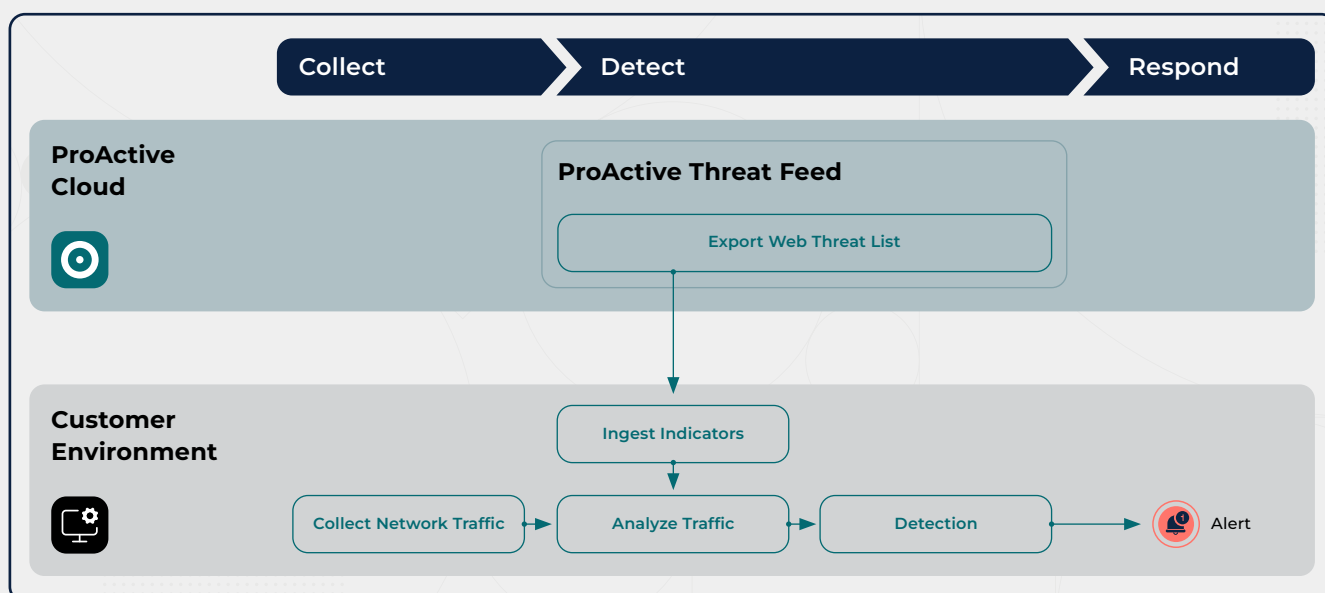 Collect
Detect
Respond
ProActive
Cloud
ProActive Threat Feed
Export Web Threat List
Customer
Environment
Ingest Indicators
Collect Network Traffic
Analyze Traffic
Detection
1
Alert